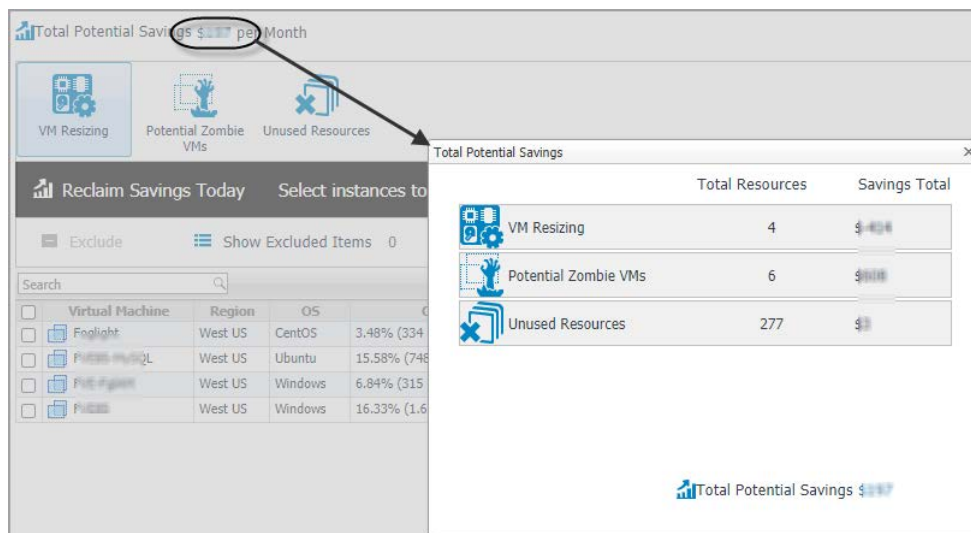 Total Potential Savings $ per Month
VM Resizing
Potential Zombie
VMs
Unused Resources
Reclaim Savings Today Select instances to
Exclude Show Excluded Items 0
Search
Virtual Machine Region OS
Foglight West US CentOS 3.48% (334
West US Ubuntu 15.58% (748
West US Windows 6.84% (315
West US Windows 16.33% (1.6
Total Potential Savings
Total Resources Savings Total
VM Resizing 4 $
Potential Zombie VMs 6 $
Unused Resources 277 $
Total Potential Savings $